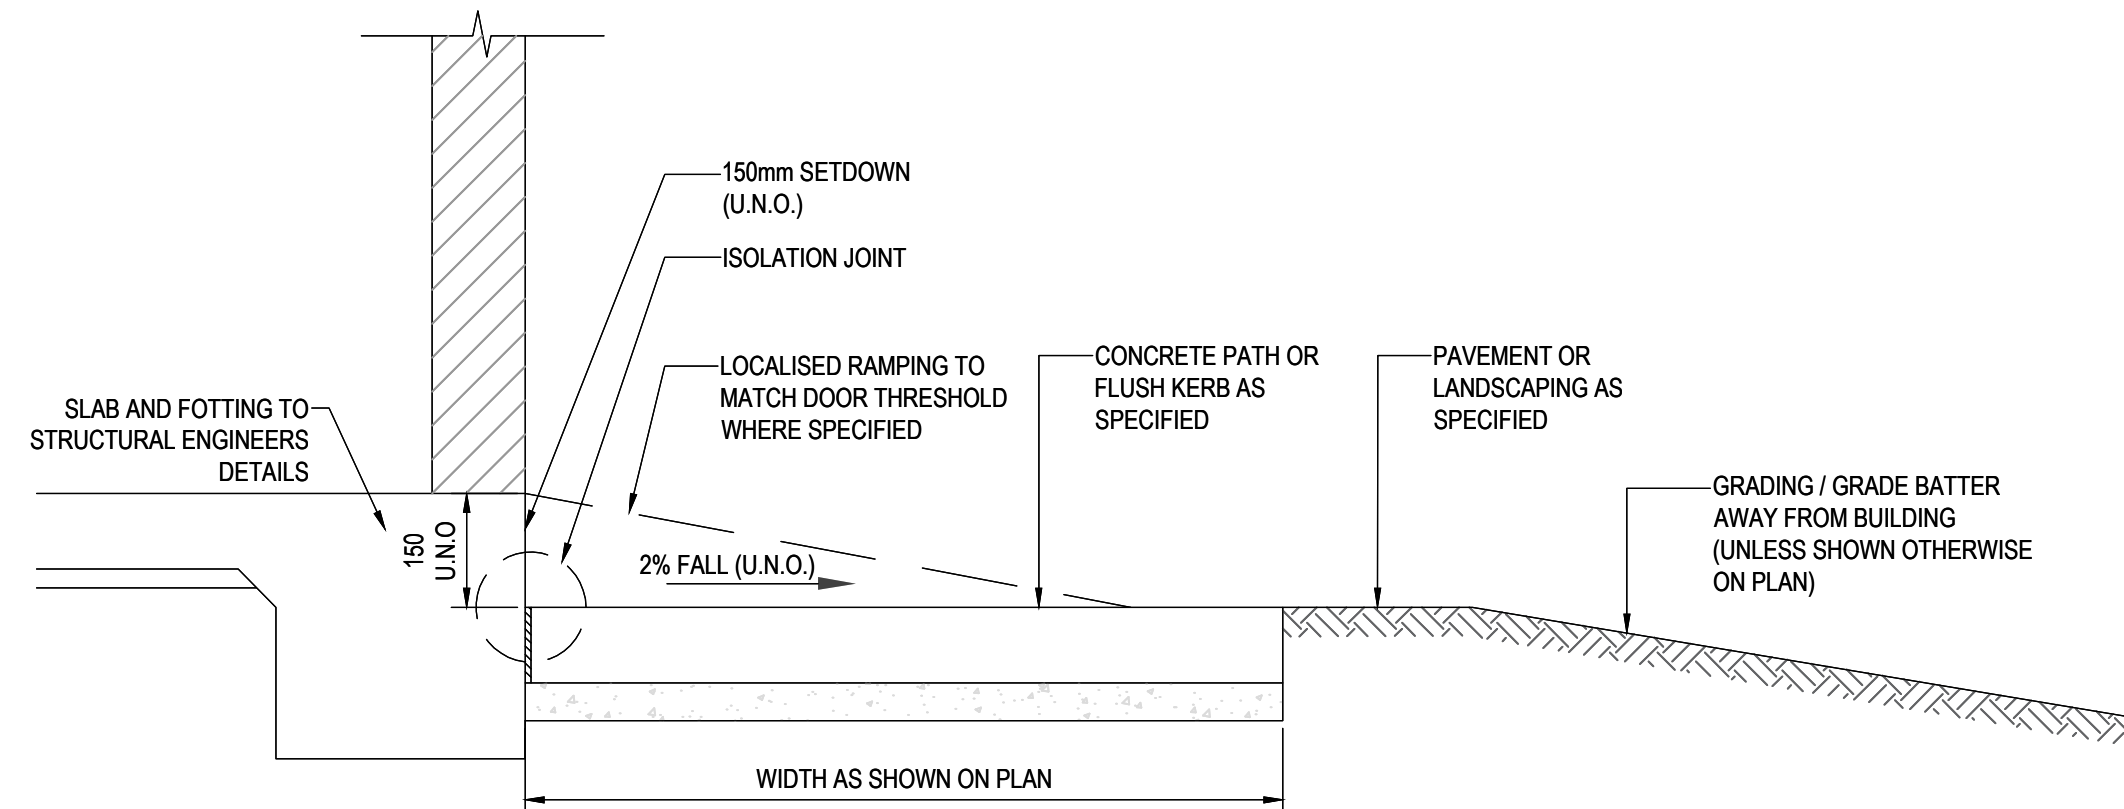 150mm SETDOWN
(U.N.O.)
ISOLATION JOINT
LOCALISED RAMPING TO
MATCH DOOR THRESHOLD
WHERE SPECIFIED
CONCRETE PATH OR
FLUSH KERB AS
SPECIFIED
PAVEMENT OR
LANDSCAPING AS
SPECIFIED
SLAB AND FOTTING TO
STRUCTURAL ENGINEERS
DETAILS
GRADING / GRADE BATTER
AWAY FROM BUILDING
(UNLESS SHOWN OTHERWISE
ON PLAN)
150
U.N.O
2% FALL (U.N.O.)
WIDTH AS SHOWN ON PLAN